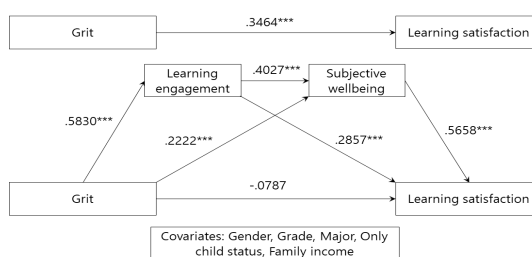 .3464***
Grit
Learning satisfaction
Learning
engagement
.4027***
Subjective
wellbeing
.5830***
.2222***
.2857***
.5658***
Grit
-.0787
Learning satisfaction
Covariates: Gender, Grade, Major, Only
child status, Family income